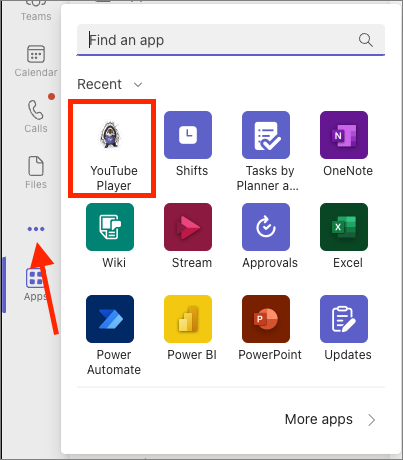 Teams
Calendar
Calls
Files
Apps
Find an app
Recent
YouTube
Player
Shifts
Tasks by
Planner a...
OneNote
Wiki
Stream
Approvals
Excel
Power
Automate
Power BI
PowerPoint
Updates
More apps